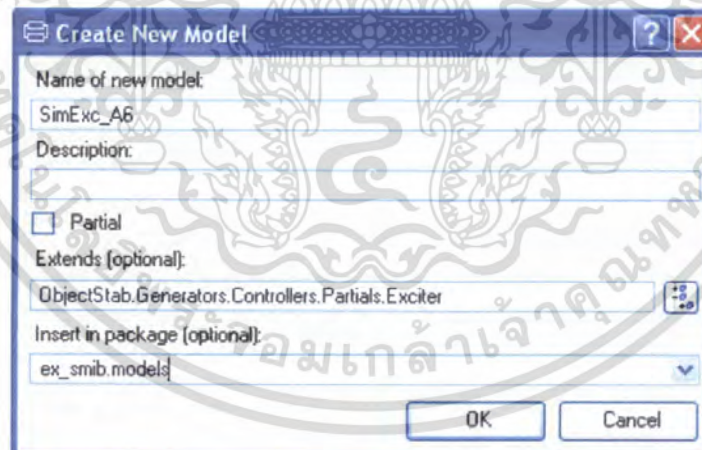 Create New Model
Name of new model:
SimExc_A6
Description:
Partial
Extends (optional):
ObjectStab.Generators.Controllers.Partials.Exciter
Insert in package (optional):
ex_smib.models
OK
Cancel